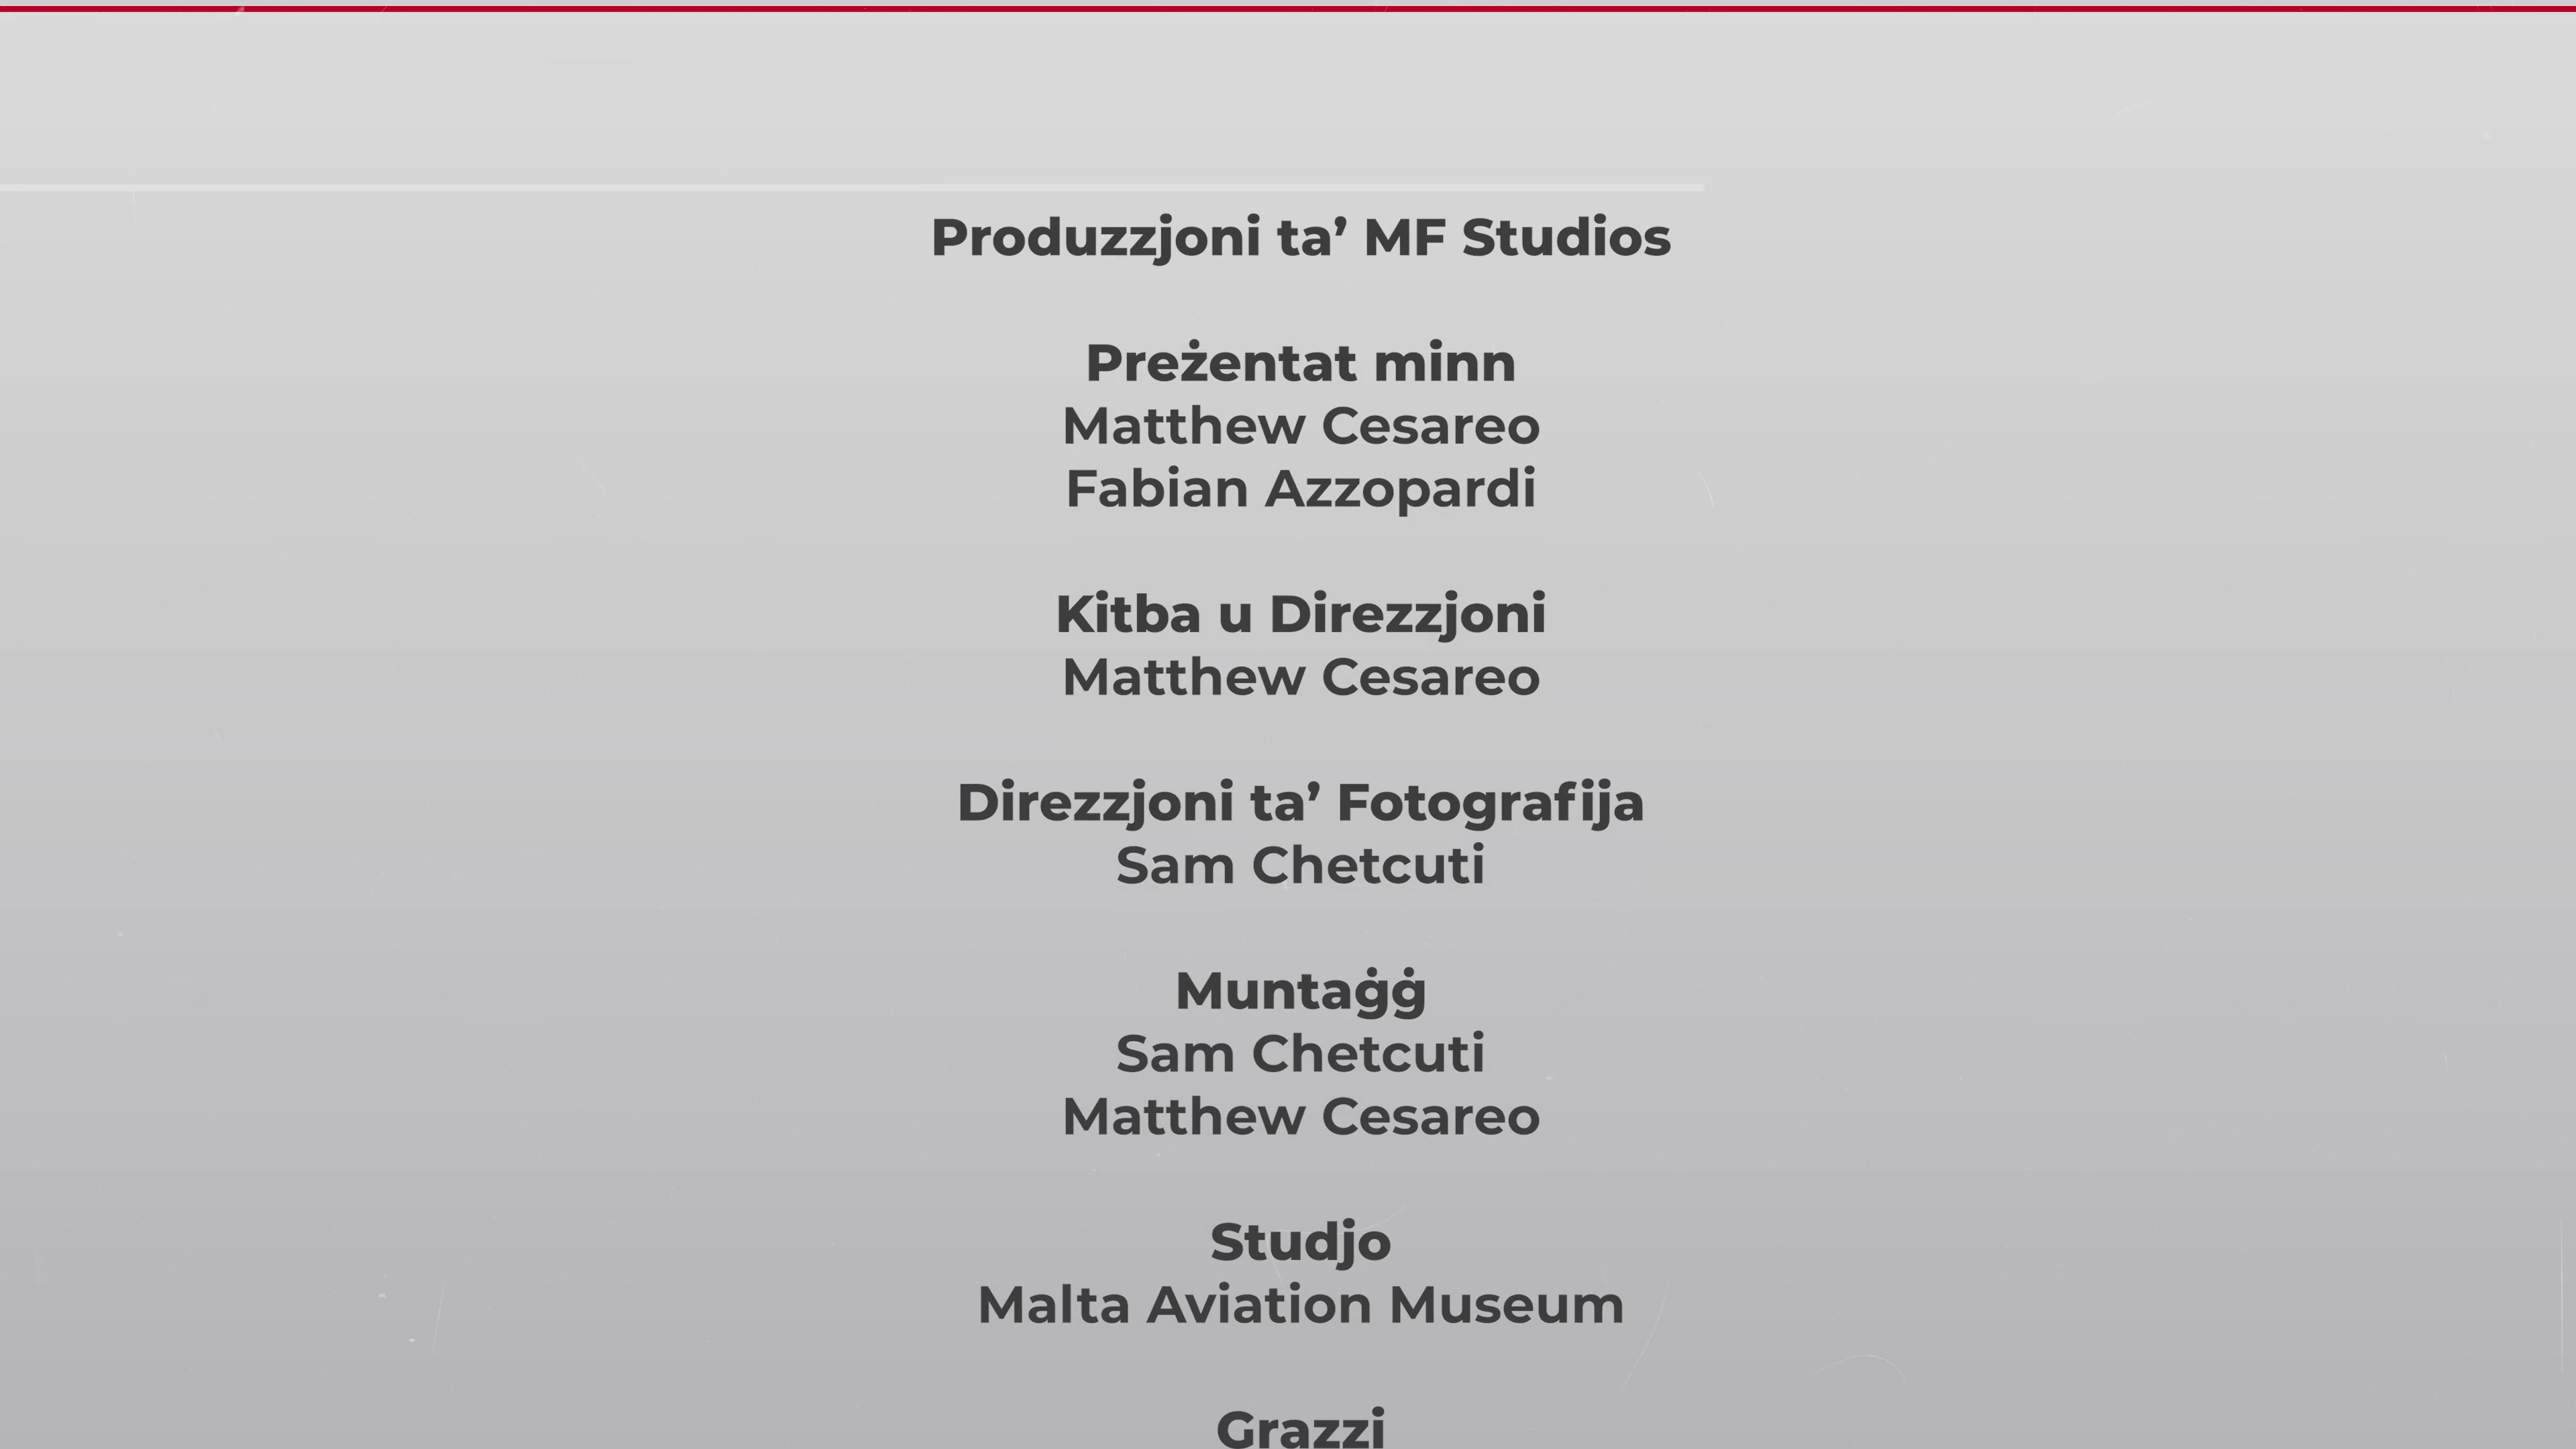 Produzzjoni ta’ MF Studios
Preżentat minn
Matthew Cesareo
Fabian Azzopardi
Kitba u Direzzjoni
Matthew Cesareo
Direzzjoni ta’ Fotografija
Sam Chetcuti
Muntaġġ
Sam Chetcuti
Matthew Cesareo
Studjo
Malta Aviation Museum
Grazzi